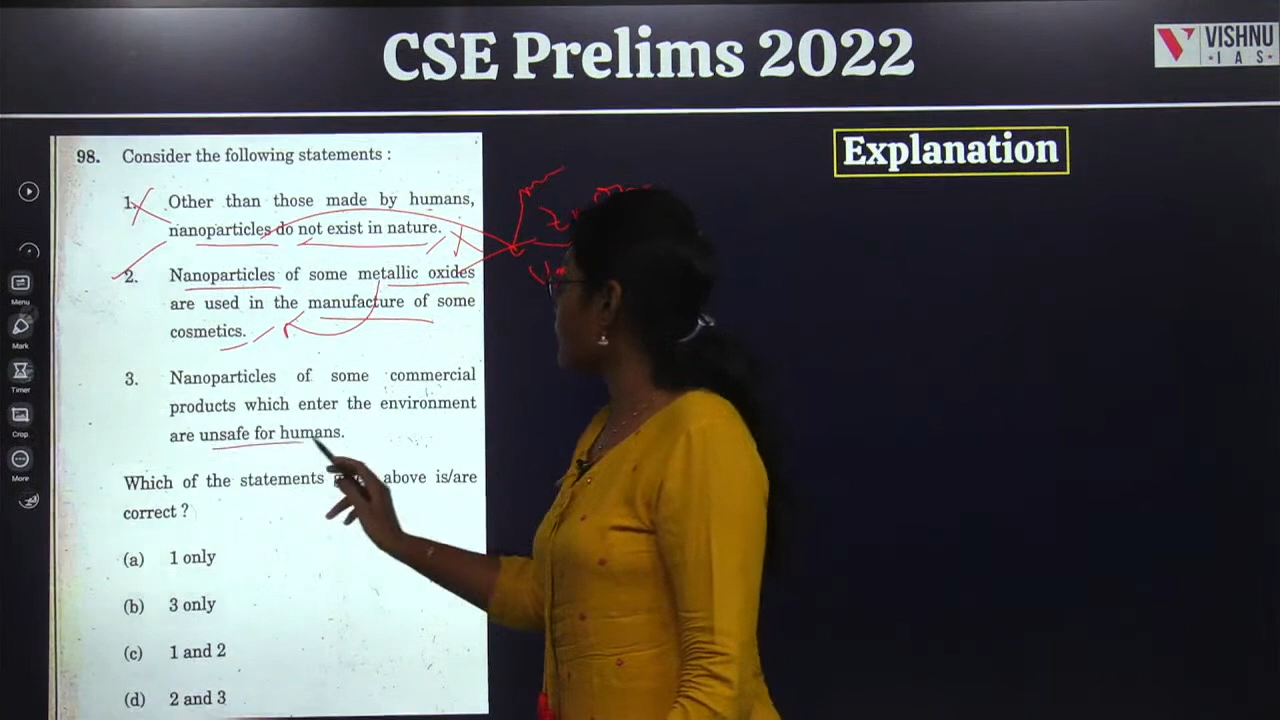 CSE Prelims 2022
VISHNU
I A S
Explanation
98. Consider the following statements :
1. Other than those made by humans,
nanoparticles do not exist in nature.
2. Nanoparticles of some metallic oxides
are used in the manufacture of some
cosmetics.
3. Nanoparticles of some commercial
products which enter the environment
are unsafe for humans.
Which of the statements above is/are
correct ?
(a) 1 only
(b) 3 only
(c) 1 and 2
(d) 2 and 3
Menu
Mark
Timer
Crop
More